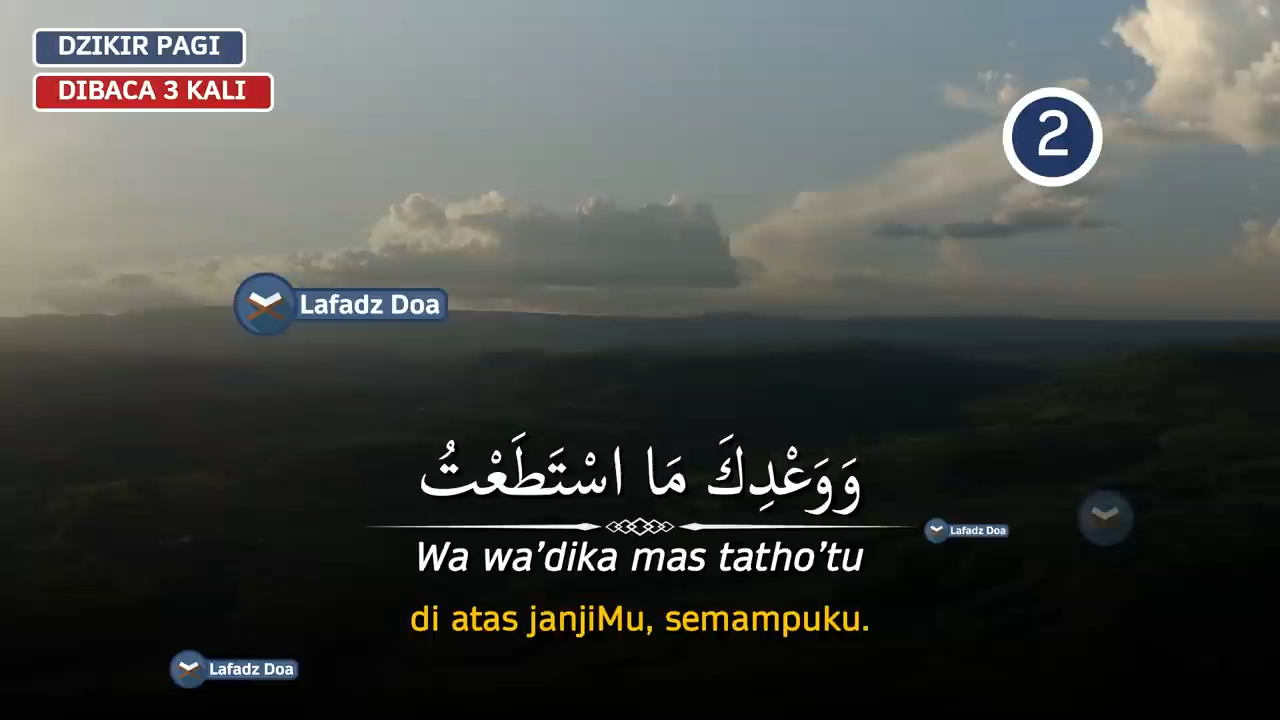 DZIKIR PAGI
DIBACA 3 KALI
2
Lafadz Doa
وَوَعْدِكَ مَا اسْتَطَعْتُ
Wa wa’dika mas tatho’tu
Lafadz Doa
di atas janjiMu, semampuku.
Lafadz Doa